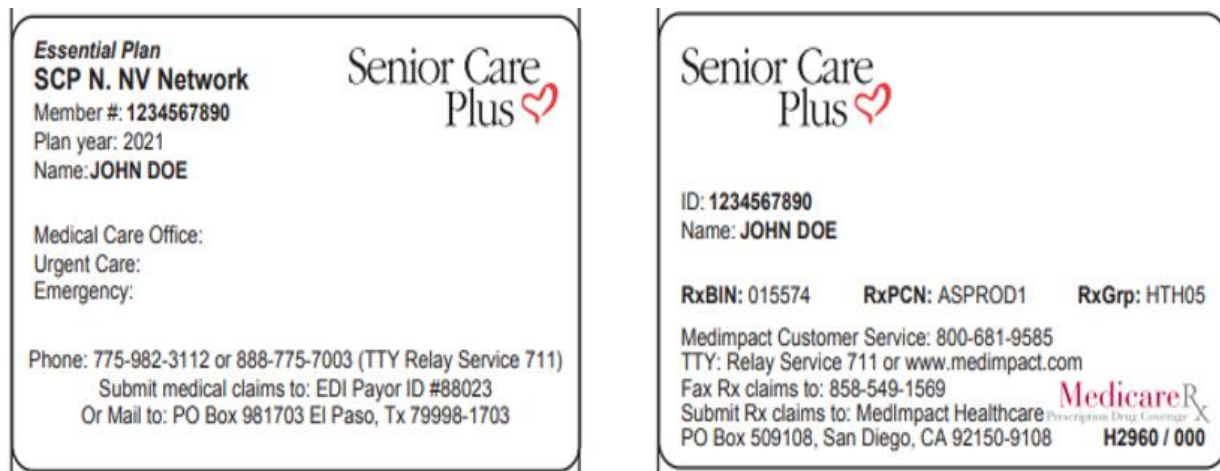 Essential Plan
SCP N. NV Network
Member #: 1234567890
Plan year: 2021
Name:JOHN DOE
Senior Care
Plus
Medical Care Office:
Urgent Care:
Emergency:
Phone: 775-982-3112 or 888-775-7003 (TTY Relay Service 711)
Submit medical claims to: EDI Payor ID #88023
Or Mail to: PO Box 981703 El Paso, Tx 79998-1703
Senior Care
Plus
ID: 1234567890
Name: JOHN DOE
RxBIN: 015574 RxPCN: ASPROD1 RxGrp: HTH05
Medimpact Customer Service: 800-681-9585
TTY: Relay Service 711 or www.medimpact.com
Fax Rx claims to: 858-549-1569
Submit Rx claims to: MedImpact Healthcare
PO Box 509108, San Diego, CA 92150-9108
MedicareRx
Prescription Drug Coverage
H2960 / 000